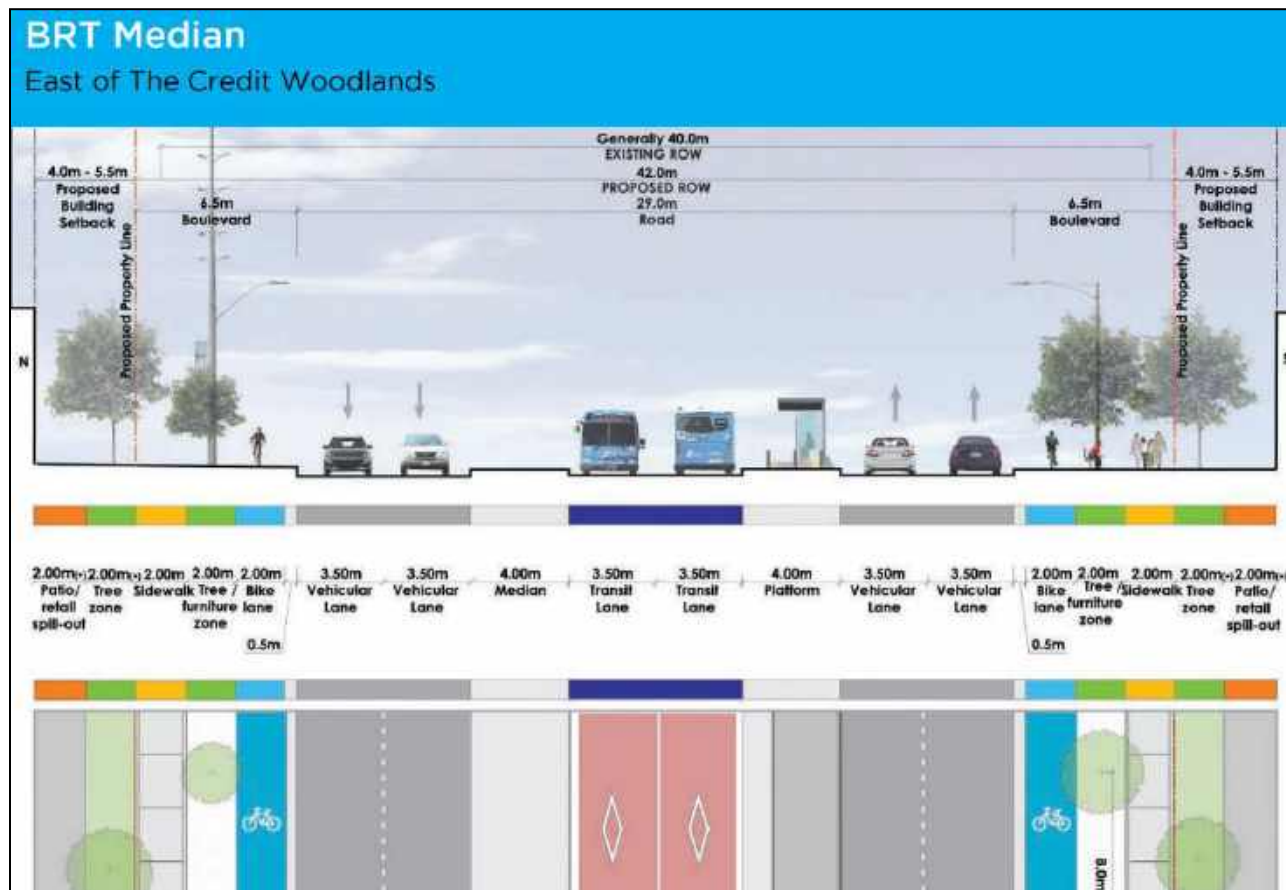 BRT Median
East of The Credit Woodlands
Generally 40.0m
EXISTING ROW
4.0m - 5.5m
Proposed
Building
Setback
42.0m
PROPOSED ROW
4.0m - 5.5m
Proposed
Building
Setback
6.5m
Boulevard
29.0m
Road
6.5m
Boulevard
Proposed Property Line
Proposed Property Line
N
2.00m(+)
Patio/
retail
spill-out
2.00m(+)
Tree
zone
2.00m
Sidewalk
2.00m
Tree /
furniture
zone
2.00m
Bike
lane
0.5m
3.50m
Vehicular
Lane
3.50m
Vehicular
Lane
4.00m
Median
3.50m
Transit
Lane
3.50m
Transit
Lane
4.00m
Platform
3.50m
Vehicular
Lane
3.50m
Vehicular
Lane
2.00m
Bike
lane
0.5m
2.00m
Tree /
furniture
zone
2.00m
Sidewalk
2.00m(+)
Tree
zone
2.00m
Patio/
retail
spill-out
8.0m